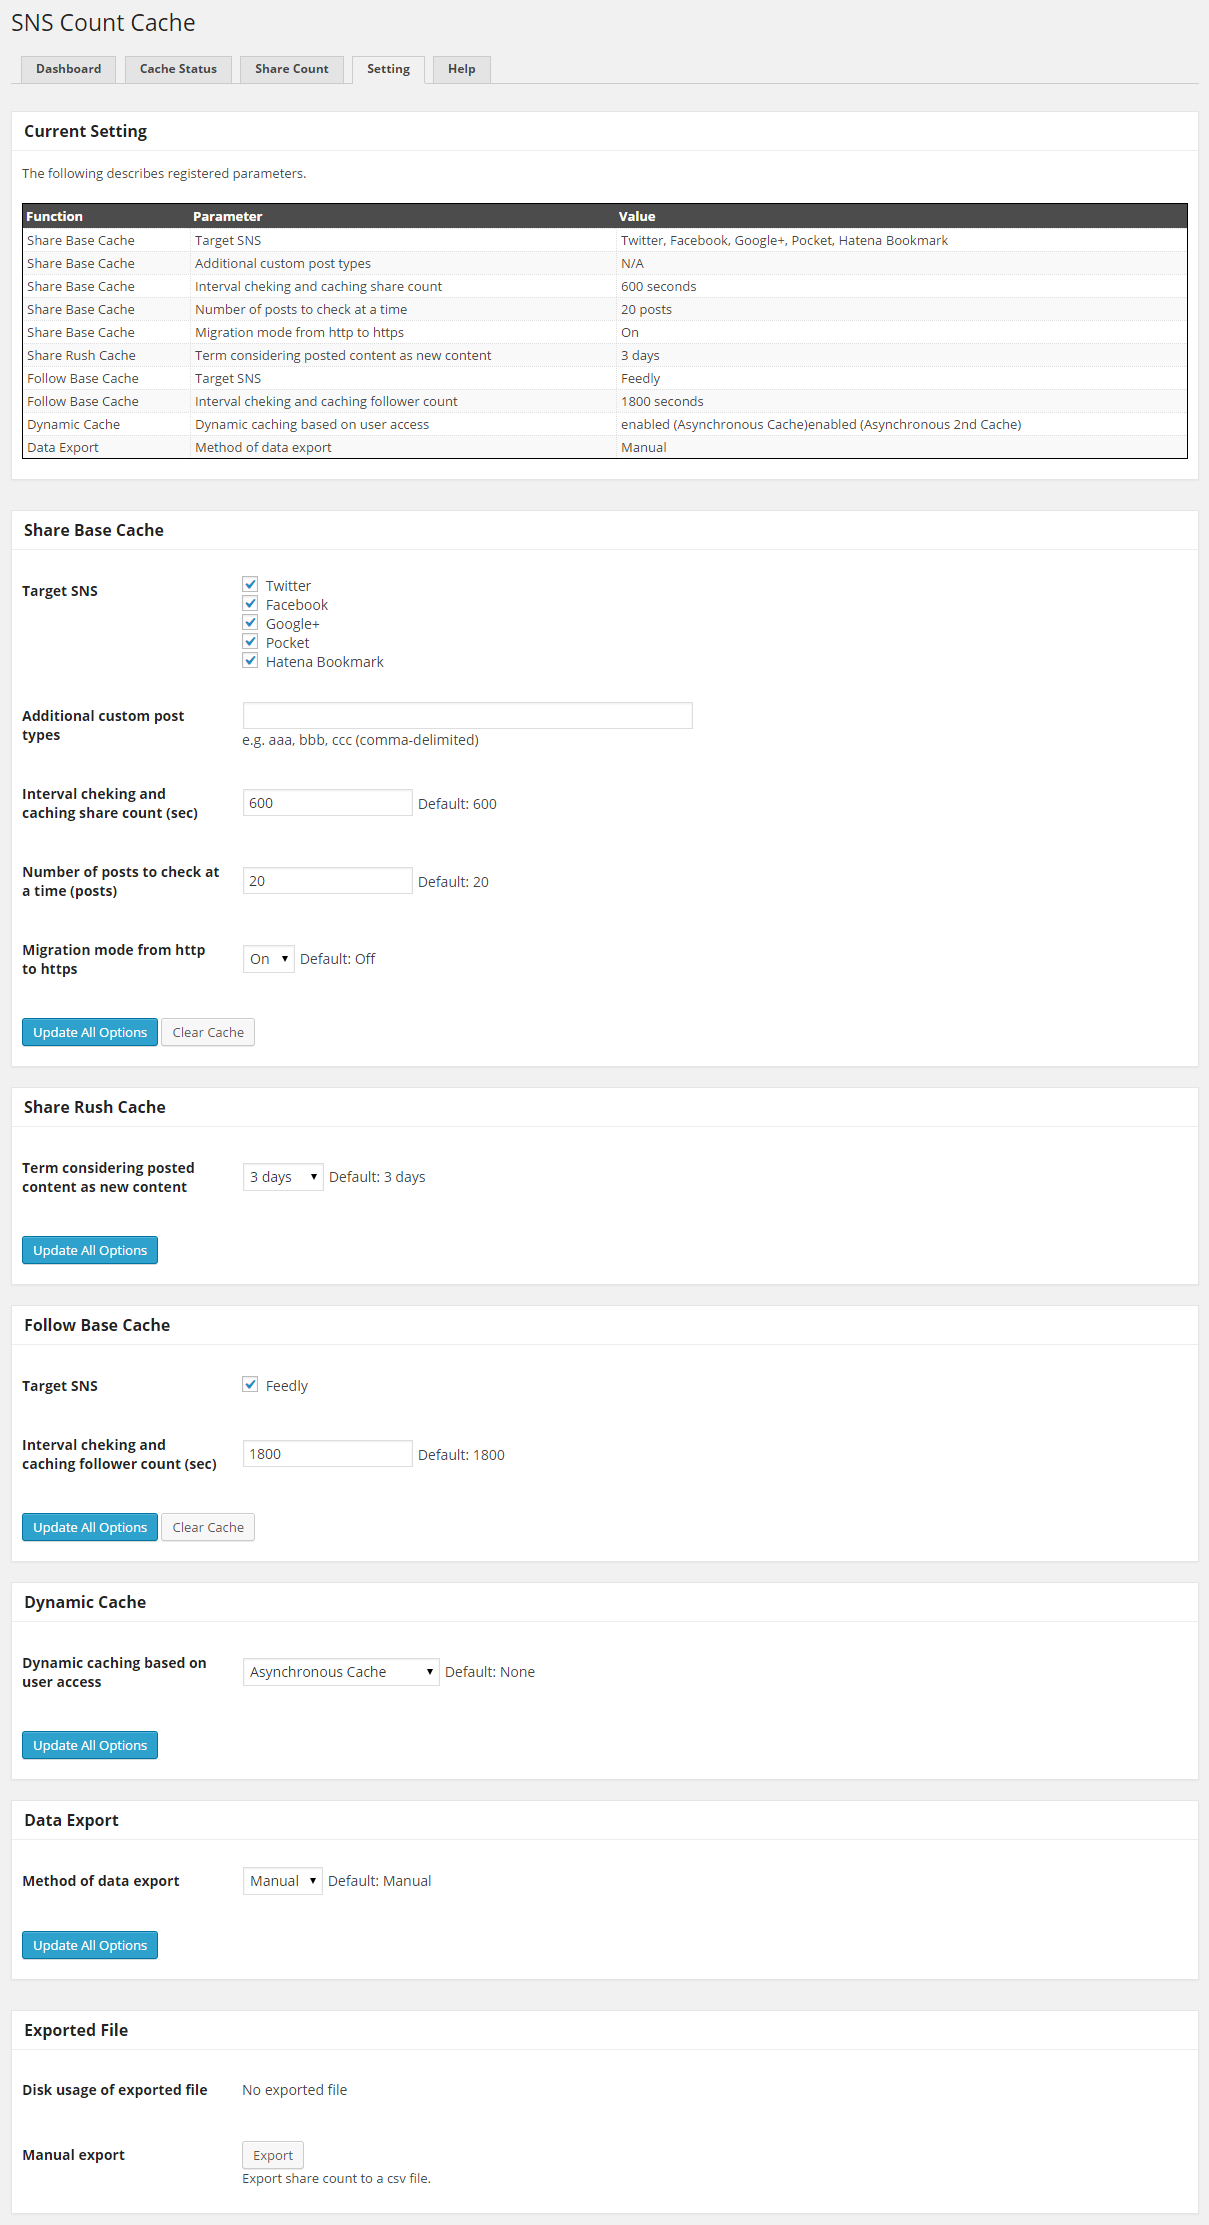 SNS Count Cache
Dashboard Cache Status Share Count Setting Help
Current Setting
The following describes registered parameters.
Function Parameter Value
Share Base Cache Target SNS Twitter, Facebook, Google+, Pocket, Hatena Bookmark
Share Base Cache Additional custom post types N/A
Share Base Cache Interval cheking and caching share count 600 seconds
Share Base Cache Number of posts to check at a time 20 posts
Share Base Cache Migration mode from http to https On
Share Rush Cache Term considering posted content as new content 3 days
Follow Base Cache Target SNS Feedly
Follow Base Cache Interval cheking and caching follower count 1800 seconds
Dynamic Cache Dynamic caching based on user access enabled (Asynchronous Cache)enabled (Asynchronous 2nd Cache)
Data Export Method of data export Manual
Share Base Cache
Target SNS
Twitter
Facebook
Google+
Pocket
Hatena Bookmark
Additional custom post
types
e.g. aaa, bbb, ccc (comma-delimited)
Interval cheking and
caching share count (sec)
600 Default: 600
Number of posts to check at
a time (posts)
20 Default: 20
Migration mode from http
to https
On Default: Off
Update All Options Clear Cache
Share Rush Cache
Term considering posted
content as new content
3 days Default: 3 days
Update All Options
Follow Base Cache
Target SNS Feedly
Interval cheking and
caching follower count (sec)
1800 Default: 1800
Update All Options Clear Cache
Dynamic Cache
Dynamic caching based on
user access
Asynchronous Cache Default: None
Update All Options
Data Export
Method of data export Manual Default: Manual
Update All Options
Exported File
Disk usage of exported file No exported file
Manual export Export
Export share count to a csv file.